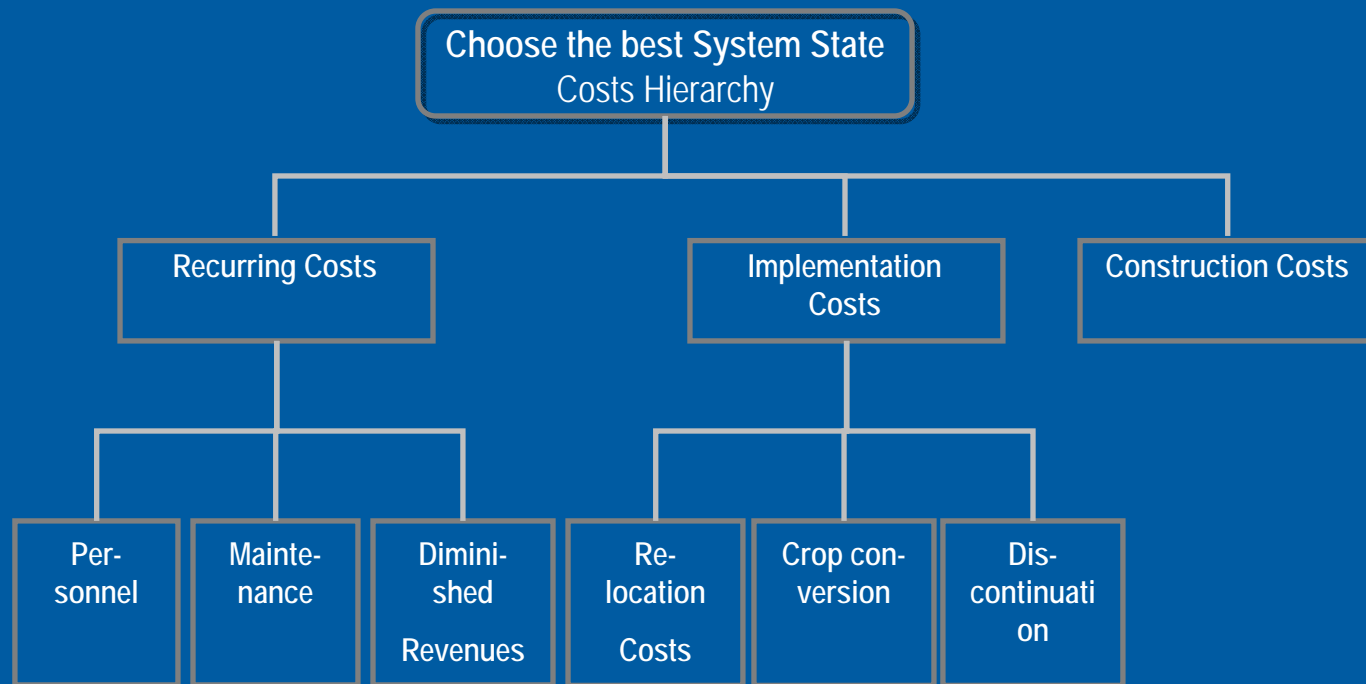 Choose the best System State
Costs Hierarchy
Recurring Costs
Implementation
Costs
Construction Costs
Per-
sonnel
Mainte-
nance
Dimini-
shed
Revenues
Re-
location
Costs
Crop con-
version
Dis-
continuati
on